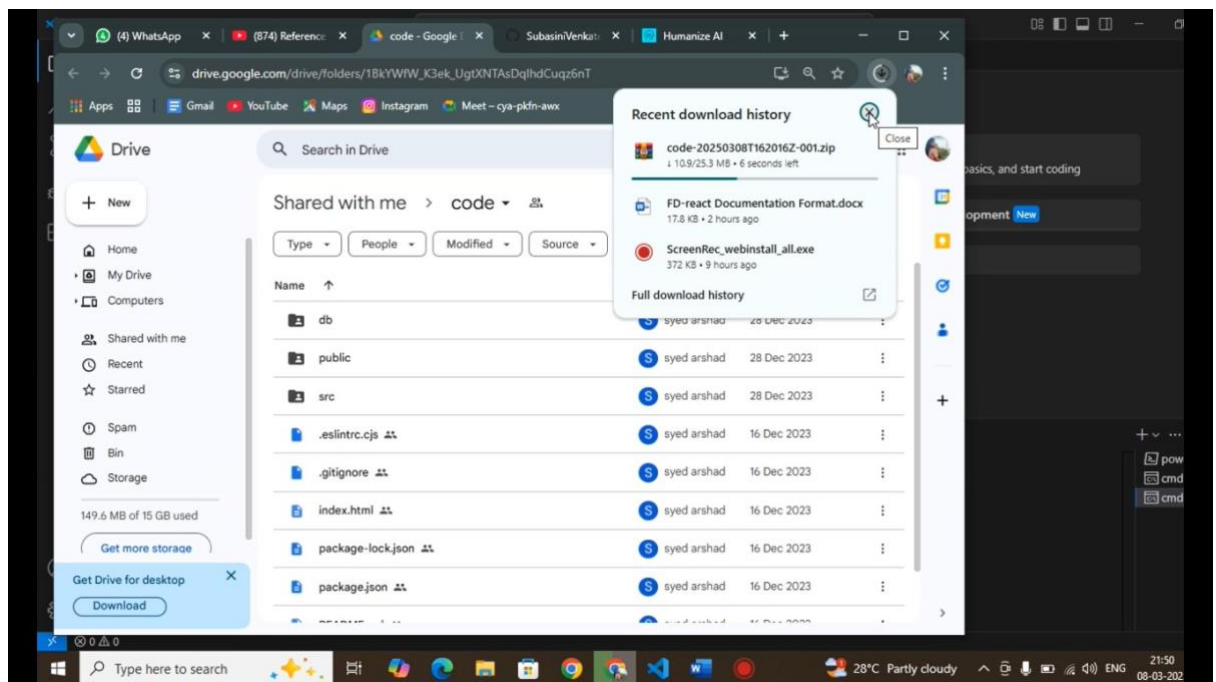 (4) WhatsApp
(874) Reference
code - Google
SubasiniVenkat
Humanize AI
drive.google.com/drive/folders/1BkYWfW_K3ek_UgtXNTAsDqlhdCuqz6nT
Apps
Gmail
YouTube
Maps
Instagram
Meet – cya-pkfn-awx
Recent download history
Close
code-20250308T162016Z-001.zip
↓ 10.9/25.3 MB • 6 seconds left
FD-react Documentation Format.docx
17.8 KB • 2 hours ago
ScreenRec_webinstall_all.exe
372 KB • 9 hours ago
Full download history
Drive
Search in Drive
New
Home
My Drive
Computers
Shared with me
Recent
Starred
Spam
Bin
Storage
149.6 MB of 15 GB used
Get more storage
Get Drive for desktop
Download
Shared with me > code
Type People Modified Source
Name
db syed arshad 28 Dec 2023
public syed arshad 28 Dec 2023
src syed arshad 28 Dec 2023
.eslintrc.cjs syed arshad 16 Dec 2023
.gitignore syed arshad 16 Dec 2023
index.html syed arshad 16 Dec 2023
package-lock.json syed arshad 16 Dec 2023
package.json syed arshad 16 Dec 2023
basics, and start coding
opment New
pow
cmd
cmd
0 0
Type here to search
28°C Partly cloudy
ENG
21:50
08-03-202